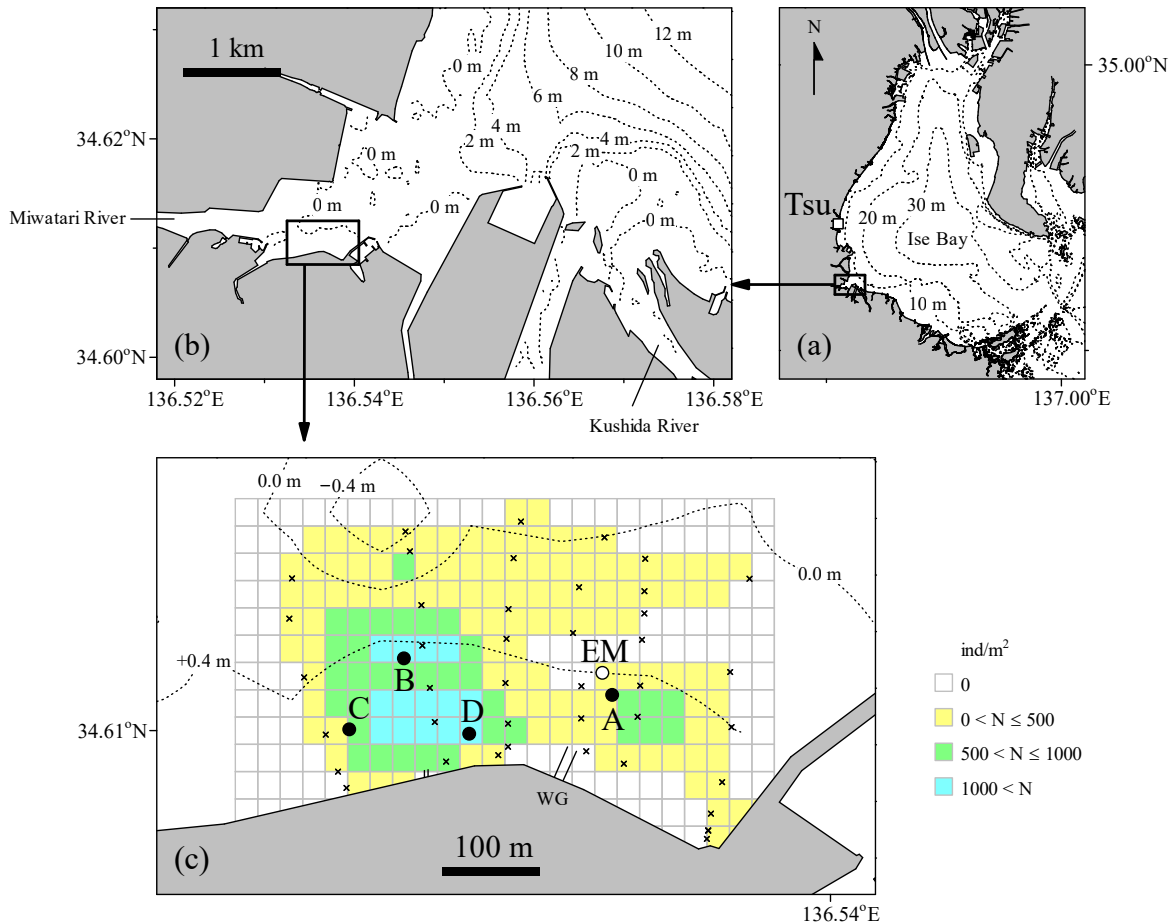 1 km
0 m
12 m
10 m
8 m
6 m
4 m
2 m
4 m
2 m
0 m
0 m
0 m
0 m
0 m
34.62°N
Miwatari River
(b)
34.60°N
136.52°E
136.54°E
136.56°E
136.58°E
Kushida River
N
35.00°N
Tsu
20 m
30 m
Ise Bay
10 m
(a)
137.00°E
0.0 m
−0.4 m
0.0 m
+0.4 m
EM
B
A
C
D
34.61°N
WG
(c)
100 m
136.54°E
ind/m²
0
0 < N ≤ 500
500 < N ≤ 1000
1000 < N